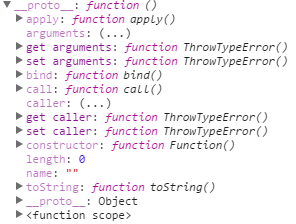 __proto__: function ()
apply: function apply()
arguments: (...)
get arguments: function ThrowTypeError()
set arguments: function ThrowTypeError()
bind: function bind()
call: function call()
caller: (...)
get caller: function ThrowTypeError()
set caller: function ThrowTypeError()
constructor: function Function()
length: 0
name: ""
toString: function toString()
__proto__: Object
<function scope>